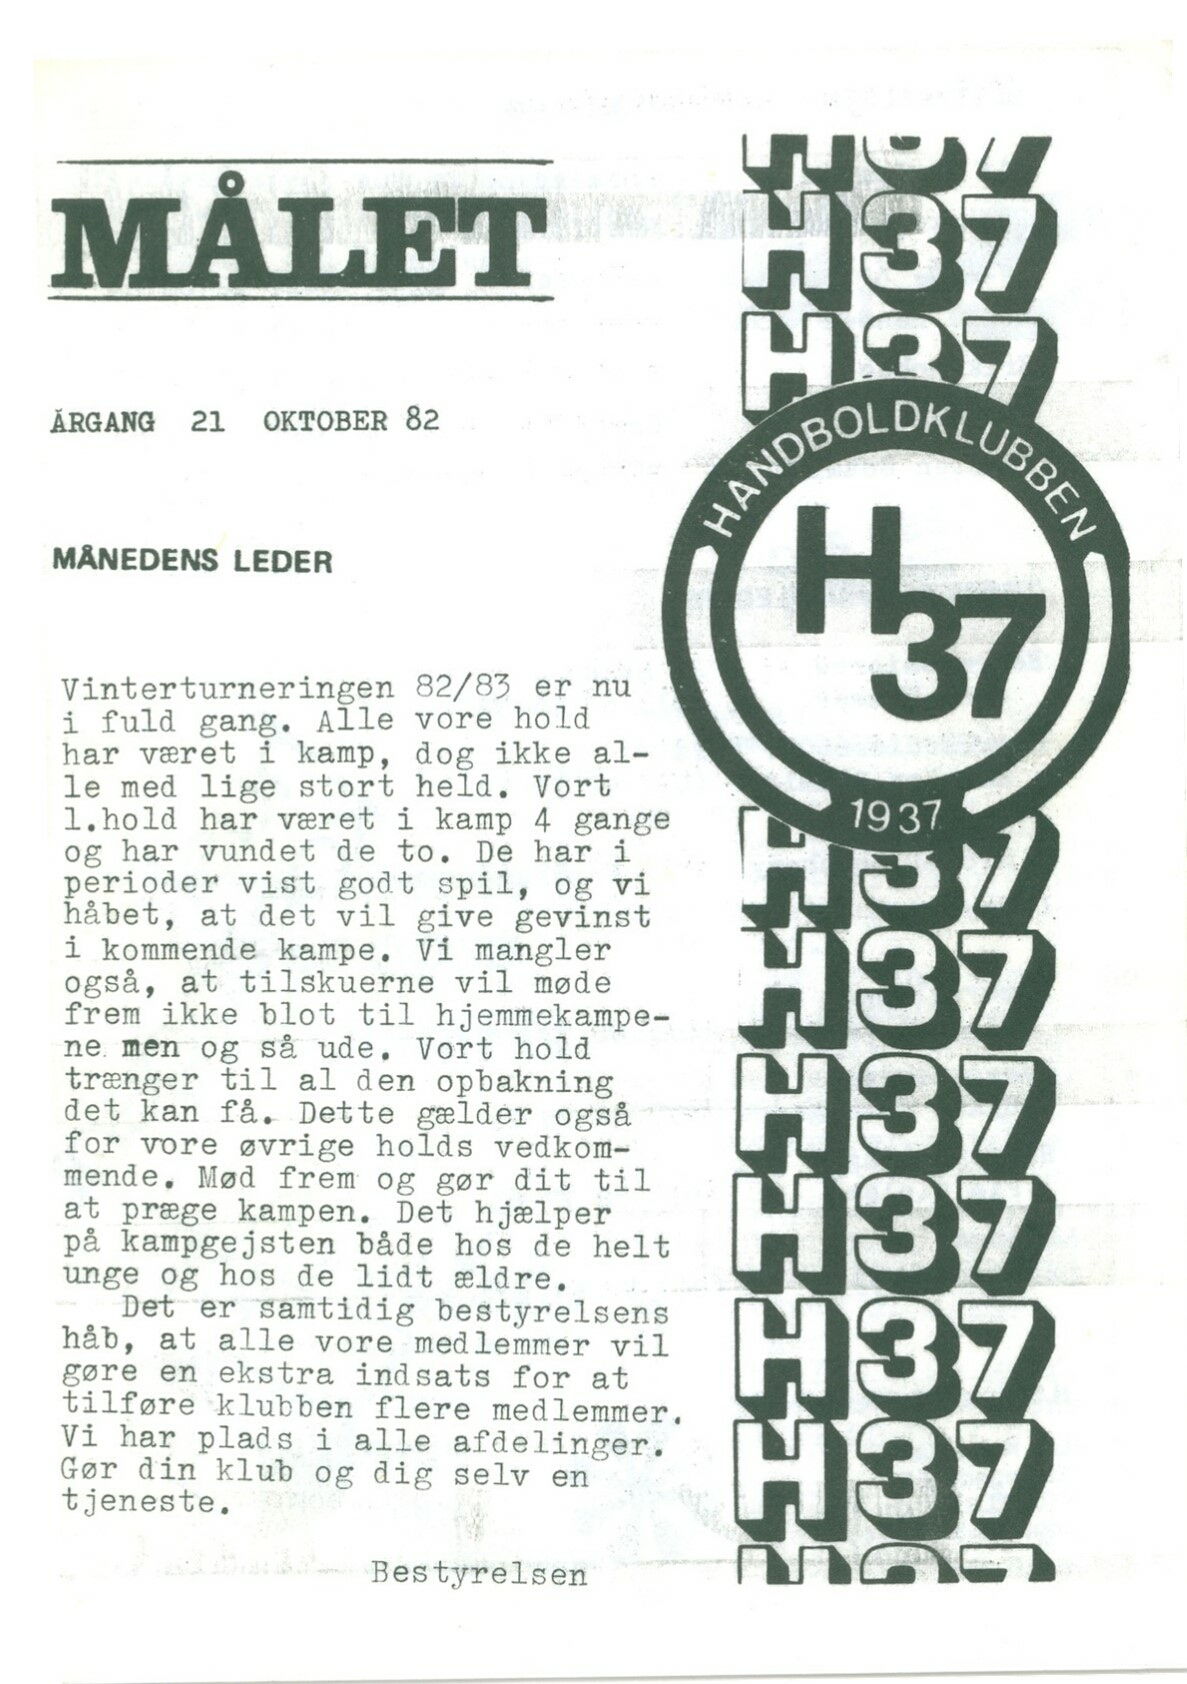 MÅLET
ÅRGANG 21 OKTOBER 82
MÅNEDENS LEDER
Vinterturneringen 82/83 er nu
i fuld gang. Alle vore hold
har været i kamp, dog ikke al-
le med lige stort held. Vort
1.hold har været i kamp 4 gange
og har vundet de to. De har i
perioder vist godt spil, og vi
håbet, at det vil give gevinst
i kommende kampe. Vi mangler
også, at tilskuerne vil møde
frem ikke blot til hjemmekampe-
ne men og så ude. Vort hold
trænger til al den opbakning
det kan få. Dette gælder også
for vore øvrige holds vedkom-
mende. Mød frem og gør dit til
at præge kampen. Det hjælper
på kampgejsten både hos de helt
unge og hos de lidt ældre.
Det er samtidig bestyrelsens
håb, at alle vore medlemmer vil
gøre en ekstra indsats for at
tilføre klubben flere medlemmer.
Vi har plads i alle afdelinger.
Gør din klub og dig selv en
tjeneste.
Bestyrelsen
H37
H37
H37
HANDBOLDKLUBBEN
H37
1937
H37
H37
H37
H37
H37
H37
H37